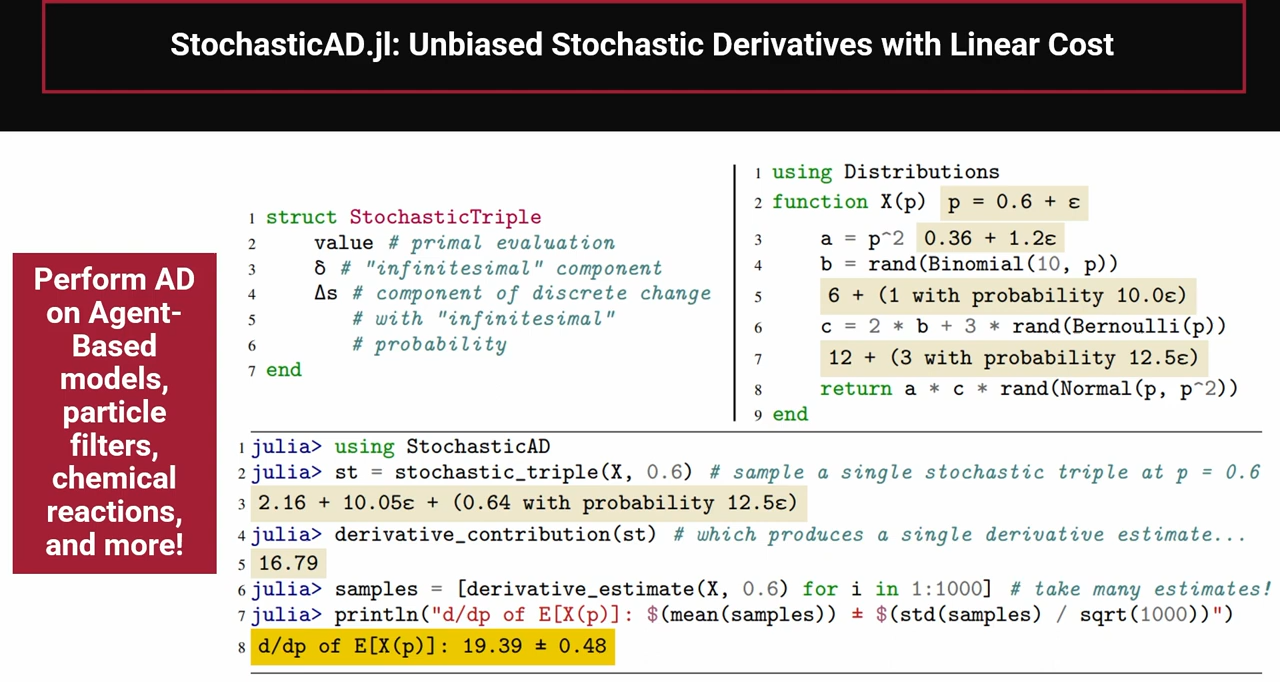 StochasticAD.jl: Unbiased Stochastic Derivatives with Linear Cost
Perform AD
on Agent-
Based
models,
particle
filters,
chemical
reactions,
and more!
1 struct StochasticTriple
2 value # primal evaluation
3 δ # "infinitesimal" component
4 Δs # component of discrete change
5 # with "infinitesimal"
6 # probability
7 end
1 using Distributions
2 function X(p) p = 0.6 + ε
3 a = p^2 0.36 + 1.2ε
4 b = rand(Binomial(10, p))
5 6 + (1 with probability 10.0ε)
6 c = 2 * b + 3 * rand(Bernoulli(p))
7 12 + (3 with probability 12.5ε)
8 return a * c * rand(Normal(p, p^2))
9 end
1 julia> using StochasticAD
2 julia> st = stochastic_triple(X, 0.6) # sample a single stochastic triple at p = 0.6
3 2.16 + 10.05ε + (0.64 with probability 12.5ε)
4 julia> derivative_contribution(st) # which produces a single derivative estimate...
5 16.79
6 julia> samples = [derivative_estimate(X, 0.6) for i in 1:1000] # take many estimates!
7 julia> println("d/dp of E[X(p)]: $(mean(samples)) ± $(std(samples) / sqrt(1000))")
8 d/dp of E[X(p)]: 19.39 ± 0.48